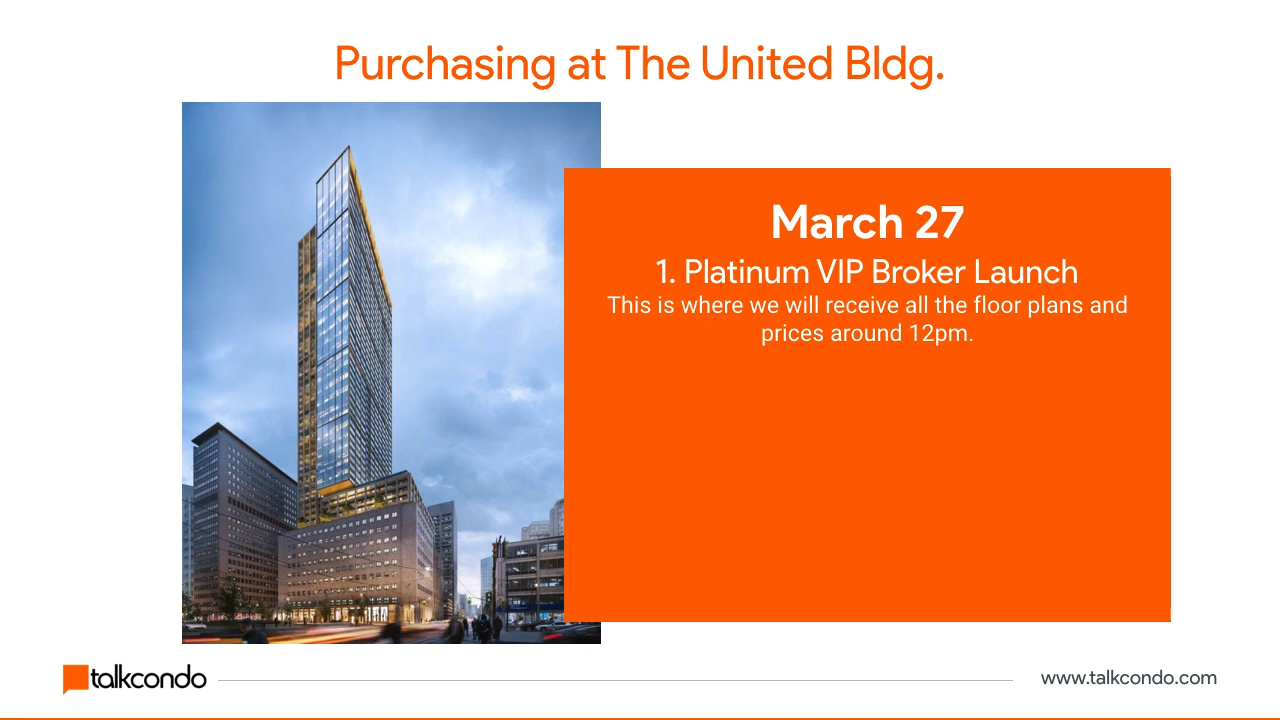 Purchasing at The United Bldg.
March 27
1. Platinum VIP Broker Launch
This is where we will receive all the floor plans and
prices around 12pm.
talkcondo
www.talkcondo.com